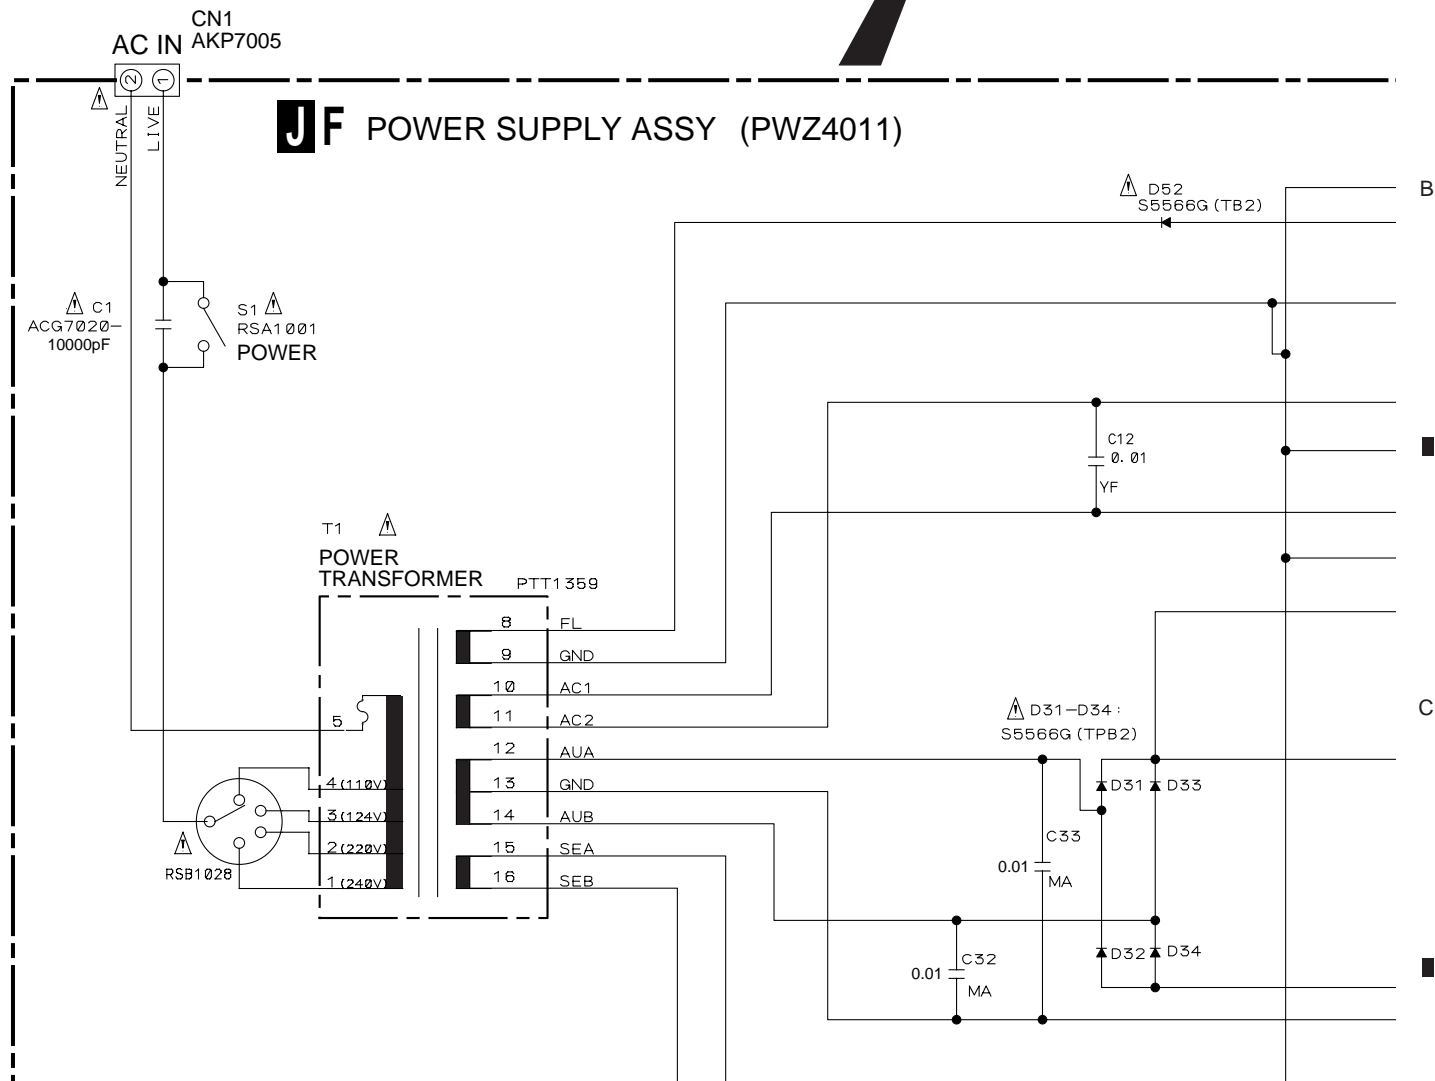 CN1
AC IN AKP7005
2 1
NEUTRAL
LIVE
J F POWER SUPPLY ASSY (PWZ4011)
D52
S5566G (TB2)
B
C1
ACG7020-
10000pF
S1
RSA1001
POWER
C12
0.01
YF
T1
POWER
TRANSFORMER PTT1359
8 FL
9 GND
10 AC1
11 AC2
12 AUA
13 GND
14 AUB
15 SEA
16 SEB
5
4 (110V)
3 (124V)
2 (220V)
1 (240V)
RSB1028
D31-D34:
S5566G (TPB2)
C
D31 D33
C33
0.01
MA
D32 D34
C32
0.01
MA